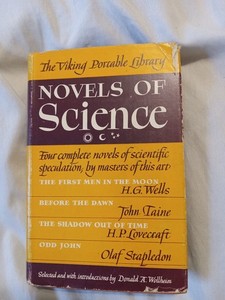 The Viking Portable Library
NOVELS OF
Science
Four complete novels of scientific
speculation, by masters of this art
THE FIRST MEN IN THE MOON
H.G. Wells
BEFORE THE DAWN
John Taine
THE SHADOW OUT OF TIME
H.P. Lovecraft
ODD JOHN
Olaf Stapledon
Selected and with introductions by Donald A. Wollheim